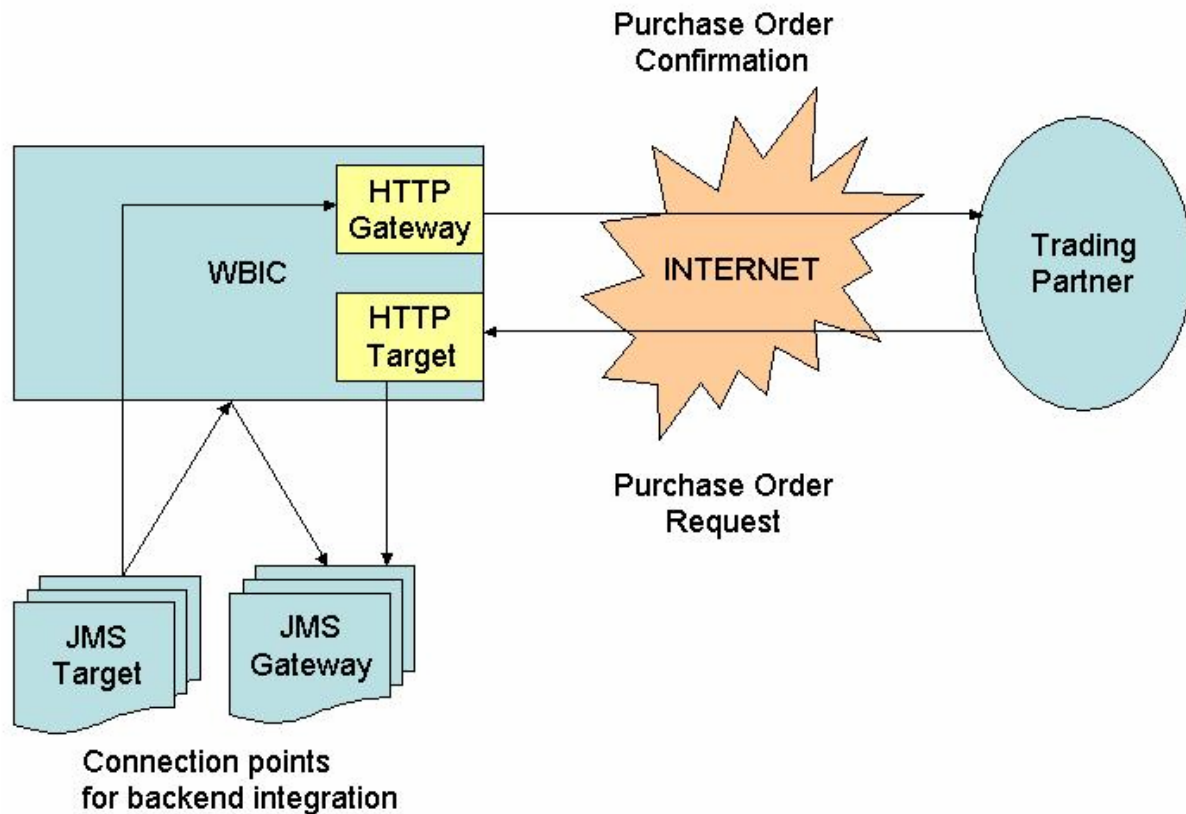 Purchase Order
Confirmation
HTTP
Gateway
WBIC
INTERNET
Trading
Partner
HTTP
Target
Purchase Order
Request
JMS
Target
JMS
Gateway
Connection points
for backend integration